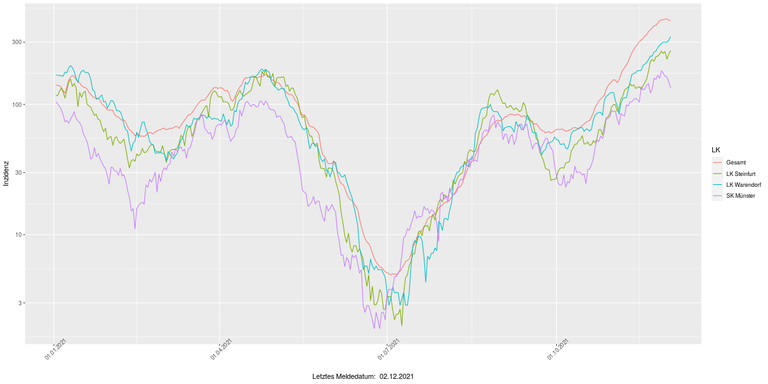 300
100
30
10
3
Inzidenz
01.01.2021
01.04.2021
01.07.2021
01.10.2021
Letztes Meldedatum: 02.12.2021
LK
Gesamt
LK Steinfurt
LK Warendorf
SK Münster